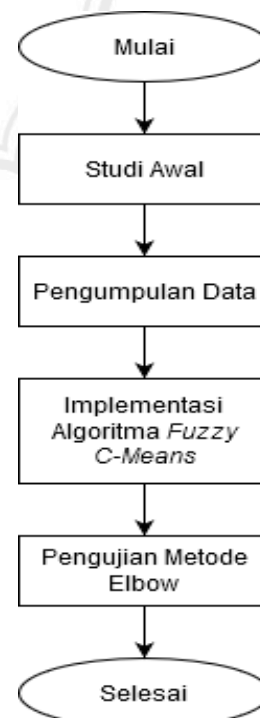 Mulai
Studi Awal
Pengumpulan Data
Implementasi
Algoritma Fuzzy
C-Means
Pengujian Metode
Elbow
Selesai